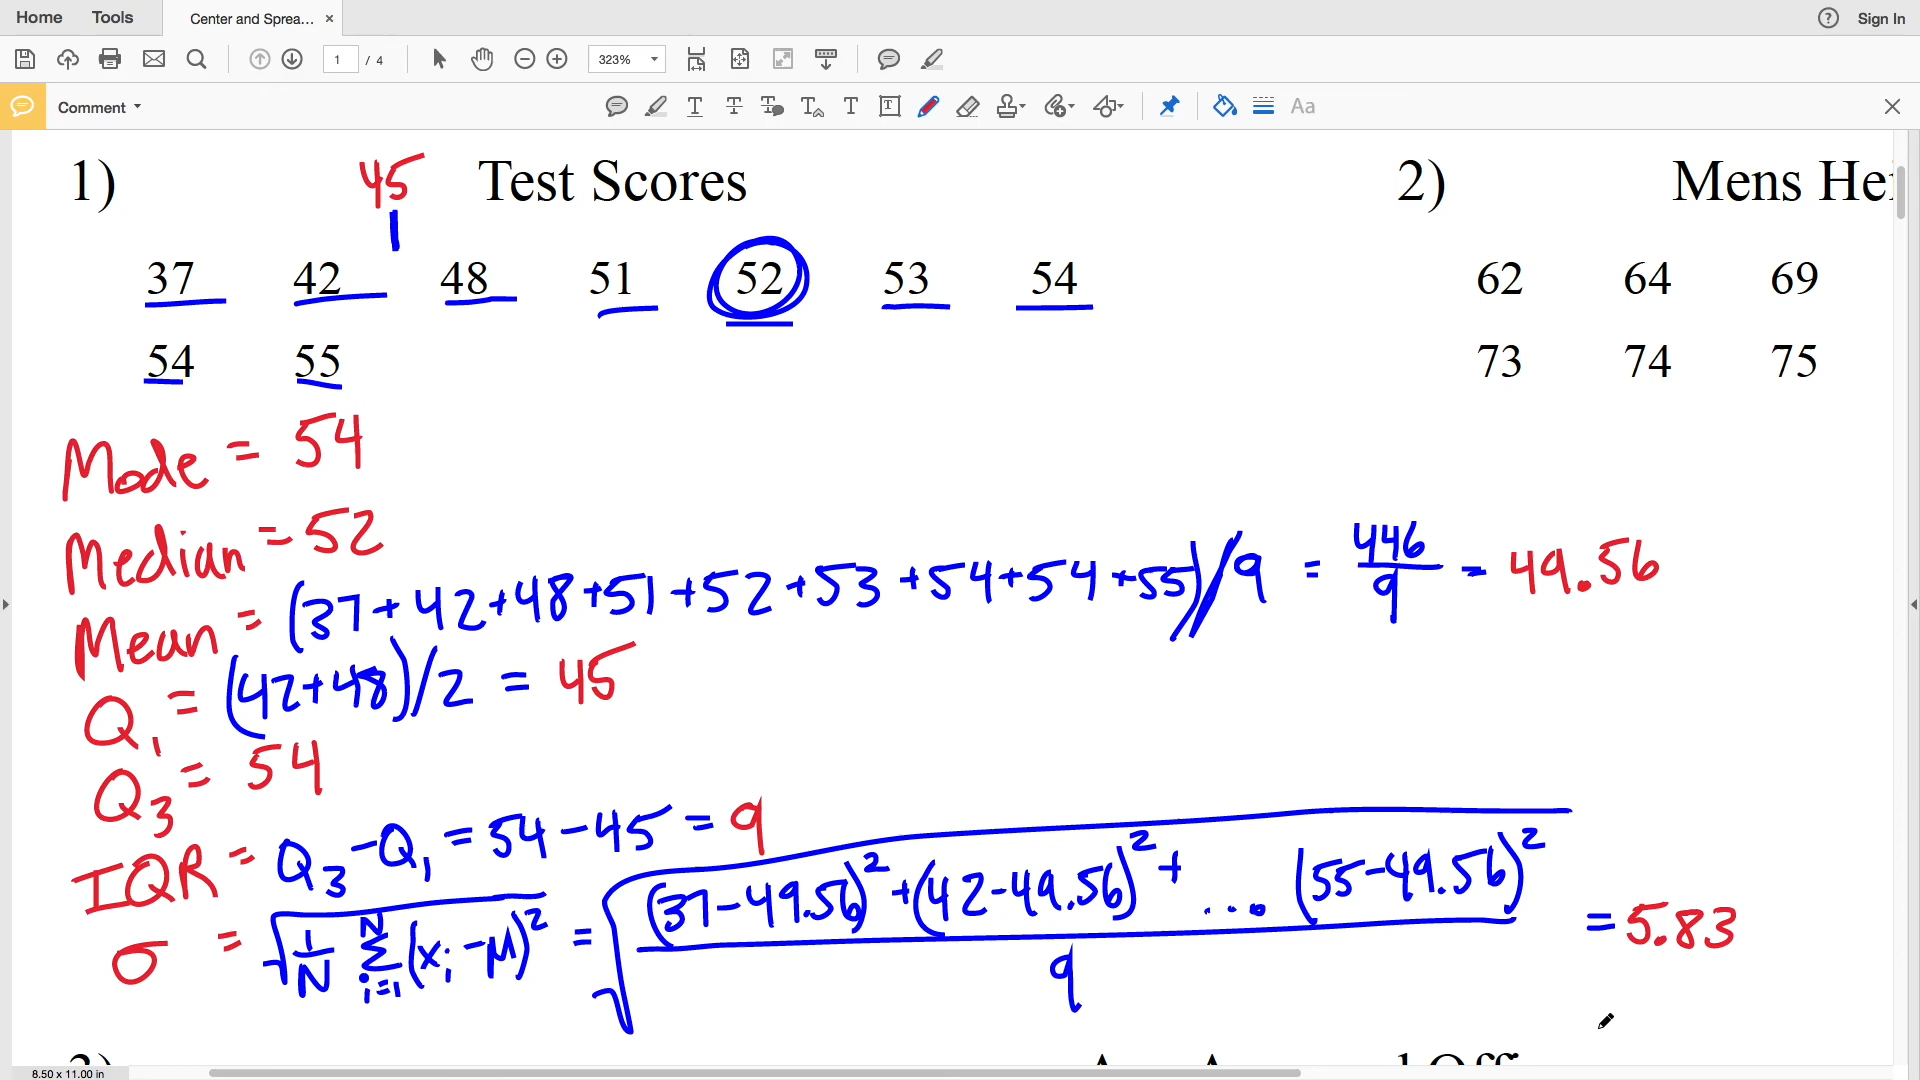 Home Tools Center and Sprea... × Sign In
1 / 4 323%
Comment Aa
1) 45 Test Scores 2) Mens Hei
37 42 48 51 52 53 54 62 64 69
54 55 73 74 75
Mode = 54
Median = 52
Mean = (37+42+48+51+52+53+54+54+55)/9 = 446/9 = 49.56
Q₁ = (42+48)/2 = 45
Q₃ = 54
IQR = Q₃-Q₁ = 54-45 = 9
σ = √(1/N Σᵢ₌₁ᴺ (xᵢ-μ)²) = √(((37-49.56)²+(42-49.56)²+ ... (55-49.56)²)/9) = 5.83
8.50 x 11.00 in